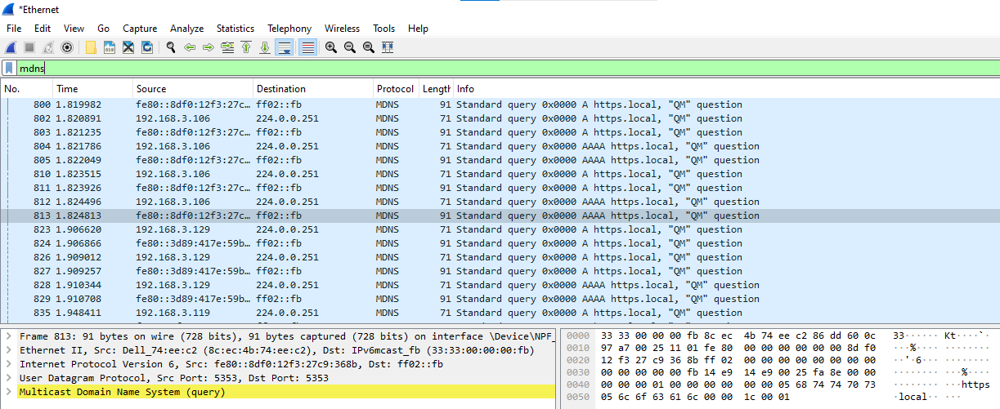 *Ethernet
File Edit View Go Capture Analyze Statistics Telephony Wireless Tools Help
mdns
No. Time Source Destination Protocol Length Info
800 1.819982 fe80::8df0:12f3:27c… ff02::fb MDNS 91 Standard query 0x0000 A https.local, "QM" question
802 1.820891 192.168.3.106 224.0.0.251 MDNS 71 Standard query 0x0000 A https.local, "QM" question
803 1.821235 fe80::8df0:12f3:27c… ff02::fb MDNS 91 Standard query 0x0000 A https.local, "QM" question
804 1.821786 192.168.3.106 224.0.0.251 MDNS 71 Standard query 0x0000 AAAA https.local, "QM" question
805 1.822049 fe80::8df0:12f3:27c… ff02::fb MDNS 91 Standard query 0x0000 AAAA https.local, "QM" question
810 1.823515 192.168.3.106 224.0.0.251 MDNS 71 Standard query 0x0000 A https.local, "QM" question
811 1.823926 fe80::8df0:12f3:27c… ff02::fb MDNS 91 Standard query 0x0000 A https.local, "QM" question
812 1.824496 192.168.3.106 224.0.0.251 MDNS 71 Standard query 0x0000 AAAA https.local, "QM" question
813 1.824813 fe80::8df0:12f3:27c… ff02::fb MDNS 91 Standard query 0x0000 AAAA https.local, "QM" question
823 1.906620 192.168.3.129 224.0.0.251 MDNS 71 Standard query 0x0000 A https.local, "QM" question
824 1.906866 fe80::3d89:417e:59b… ff02::fb MDNS 91 Standard query 0x0000 A https.local, "QM" question
826 1.909012 192.168.3.129 224.0.0.251 MDNS 71 Standard query 0x0000 A https.local, "QM" question
827 1.909257 fe80::3d89:417e:59b… ff02::fb MDNS 91 Standard query 0x0000 A https.local, "QM" question
828 1.910344 192.168.3.129 224.0.0.251 MDNS 71 Standard query 0x0000 AAAA https.local, "QM" question
829 1.910708 fe80::3d89:417e:59b… ff02::fb MDNS 91 Standard query 0x0000 AAAA https.local, "QM" question
835 1.948411 192.168.3.119 224.0.0.251 MDNS 71 Standard query 0x0000 A https.local, "QM" question
Frame 813: 91 bytes on wire (728 bits), 91 bytes captured (728 bits) on interface \Device\NPF_
Ethernet II, Src: Dell_74:ee:c2 (8c:ec:4b:74:ee:c2), Dst: IPv6mcast_fb (33:33:00:00:00:fb)
Internet Protocol Version 6, Src: fe80::8df0:12f3:27c9:368b, Dst: ff02::fb
User Datagram Protocol, Src Port: 5353, Dst Port: 5353
Multicast Domain Name System (query)
0000 33 33 00 00 00 fb 8c ec 4b 74 ee c2 86 dd 60 0c 33······ Kt····`·
0010 97 a7 00 25 11 01 fe 80 00 00 00 00 00 00 8d f0 ···%···· ········
0020 12 f3 27 c9 36 8b ff 02 00 00 00 00 00 00 00 00 ··'·6··· ········
0030 00 00 00 00 00 fb 14 e9 14 e9 00 25 fa 8e 00 00 ········ ···%····
0040 00 00 00 01 00 00 00 00 00 00 05 68 74 74 70 73 ········ ···https
0050 05 6c 6f 63 61 6c 00 00 1c 00 01 ·local·· ···